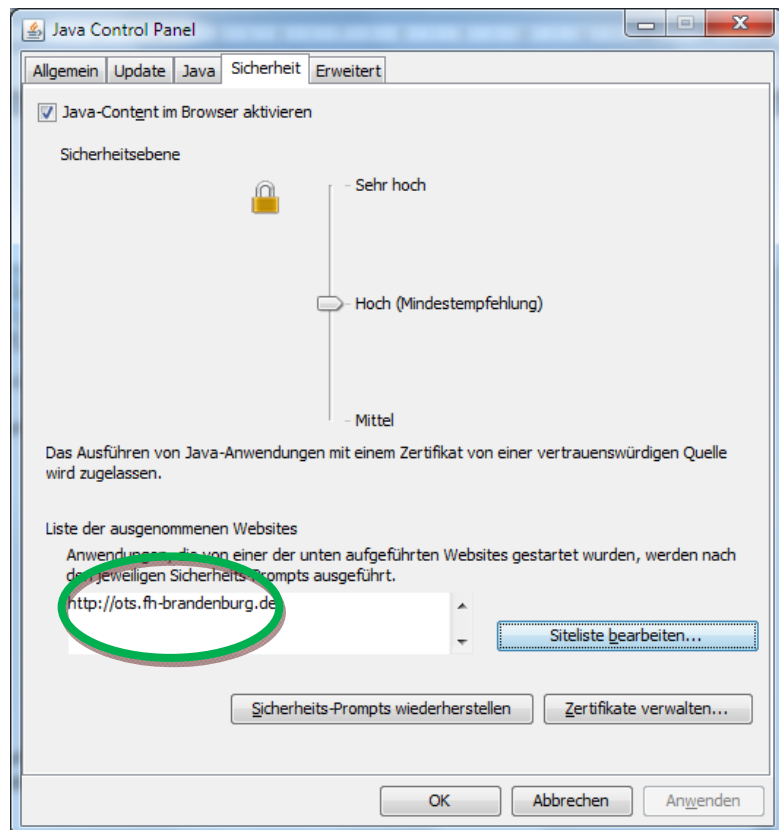 Java Control Panel
Allgemein Update Java Sicherheit Erweitert
Java-Content im Browser aktivieren
Sicherheitsebene
- Sehr hoch
- Hoch (Mindestempfehlung)
- Mittel
Das Ausführen von Java-Anwendungen mit einem Zertifikat von einer vertrauenswürdigen Quelle
wird zugelassen.
Liste der ausgenommenen Websites
Anwendungen, die von einer der unten aufgeführten Websites gestartet wurden, werden nach
den jeweiligen Sicherheits-Prompts ausgeführt.
http://ots.fh-brandenburg.de
Siteliste bearbeiten...
Sicherheits-Prompts wiederherstellen Zertifikate verwalten...
OK Abbrechen Anwenden